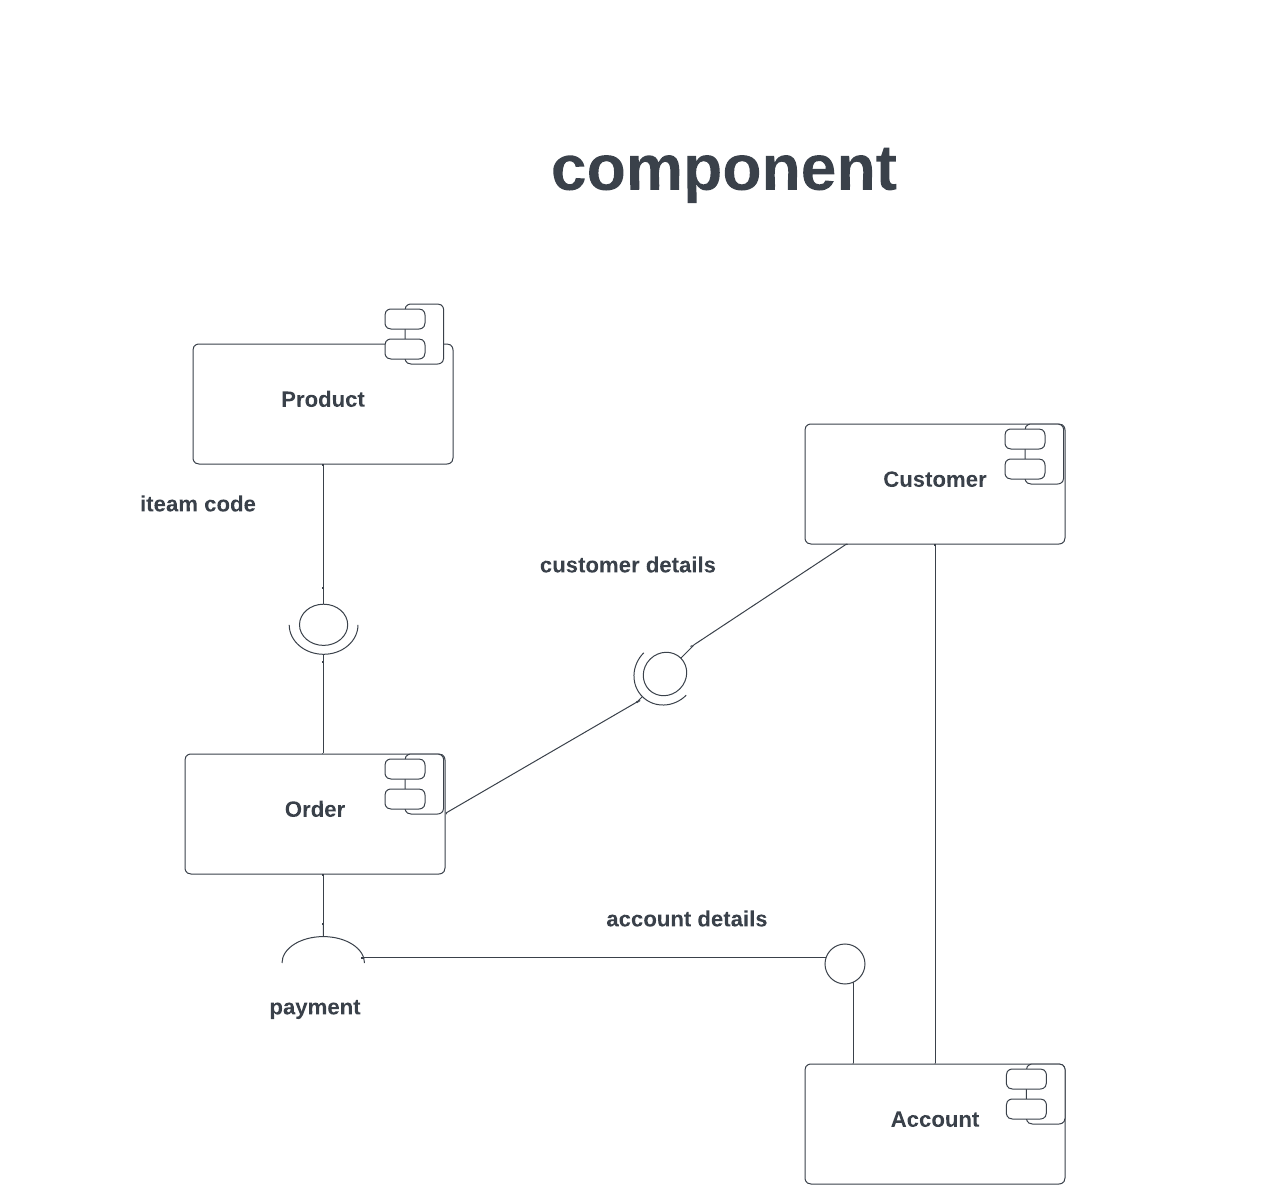 component
Product
Customer
iteam code
customer details
Order
account details
payment
Account